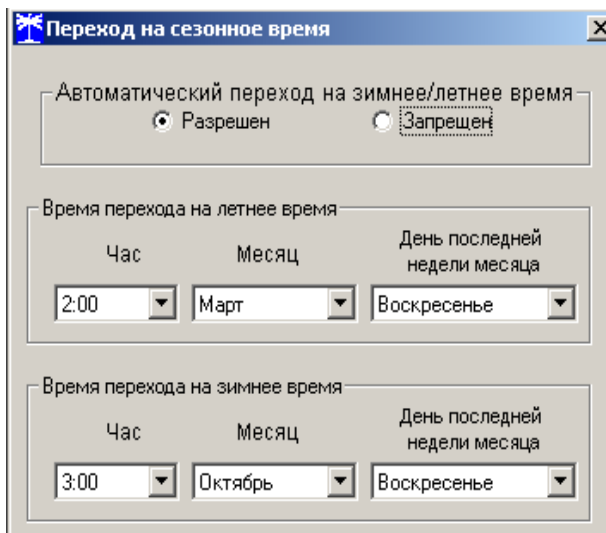 Переход на сезонное время
Автоматический переход на зимнее/летнее время
Разрешен Запрещен
Время перехода на летнее время
Час Месяц День последней
недели месяца
2:00 Март Воскресенье
Время перехода на зимнее время
Час Месяц День последней
недели месяца
3:00 Октябрь Воскресенье